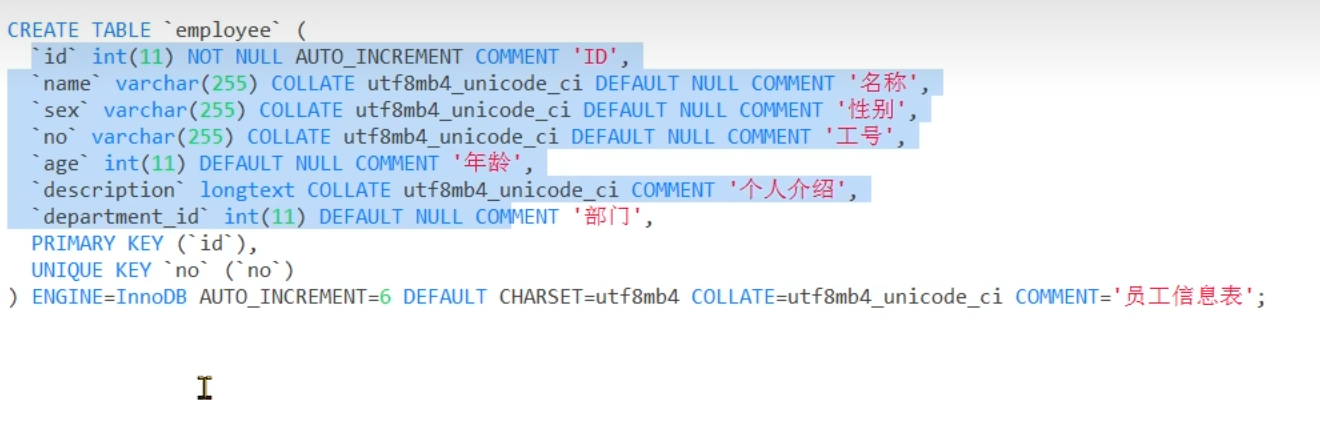 CREATE TABLE `employee` (
`id` int(11) NOT NULL AUTO_INCREMENT COMMENT 'ID',
`name` varchar(255) COLLATE utf8mb4_unicode_ci DEFAULT NULL COMMENT '名称',
`sex` varchar(255) COLLATE utf8mb4_unicode_ci DEFAULT NULL COMMENT '性别',
`no` varchar(255) COLLATE utf8mb4_unicode_ci DEFAULT NULL COMMENT '工号',
`age` int(11) DEFAULT NULL COMMENT '年龄',
`description` longtext COLLATE utf8mb4_unicode_ci COMMENT '个人介绍',
`department_id` int(11) DEFAULT NULL COMMENT '部门',
PRIMARY KEY (`id`),
UNIQUE KEY `no` (`no`)
) ENGINE=InnoDB AUTO_INCREMENT=6 DEFAULT CHARSET=utf8mb4 COLLATE=utf8mb4_unicode_ci COMMENT='员工信息表';